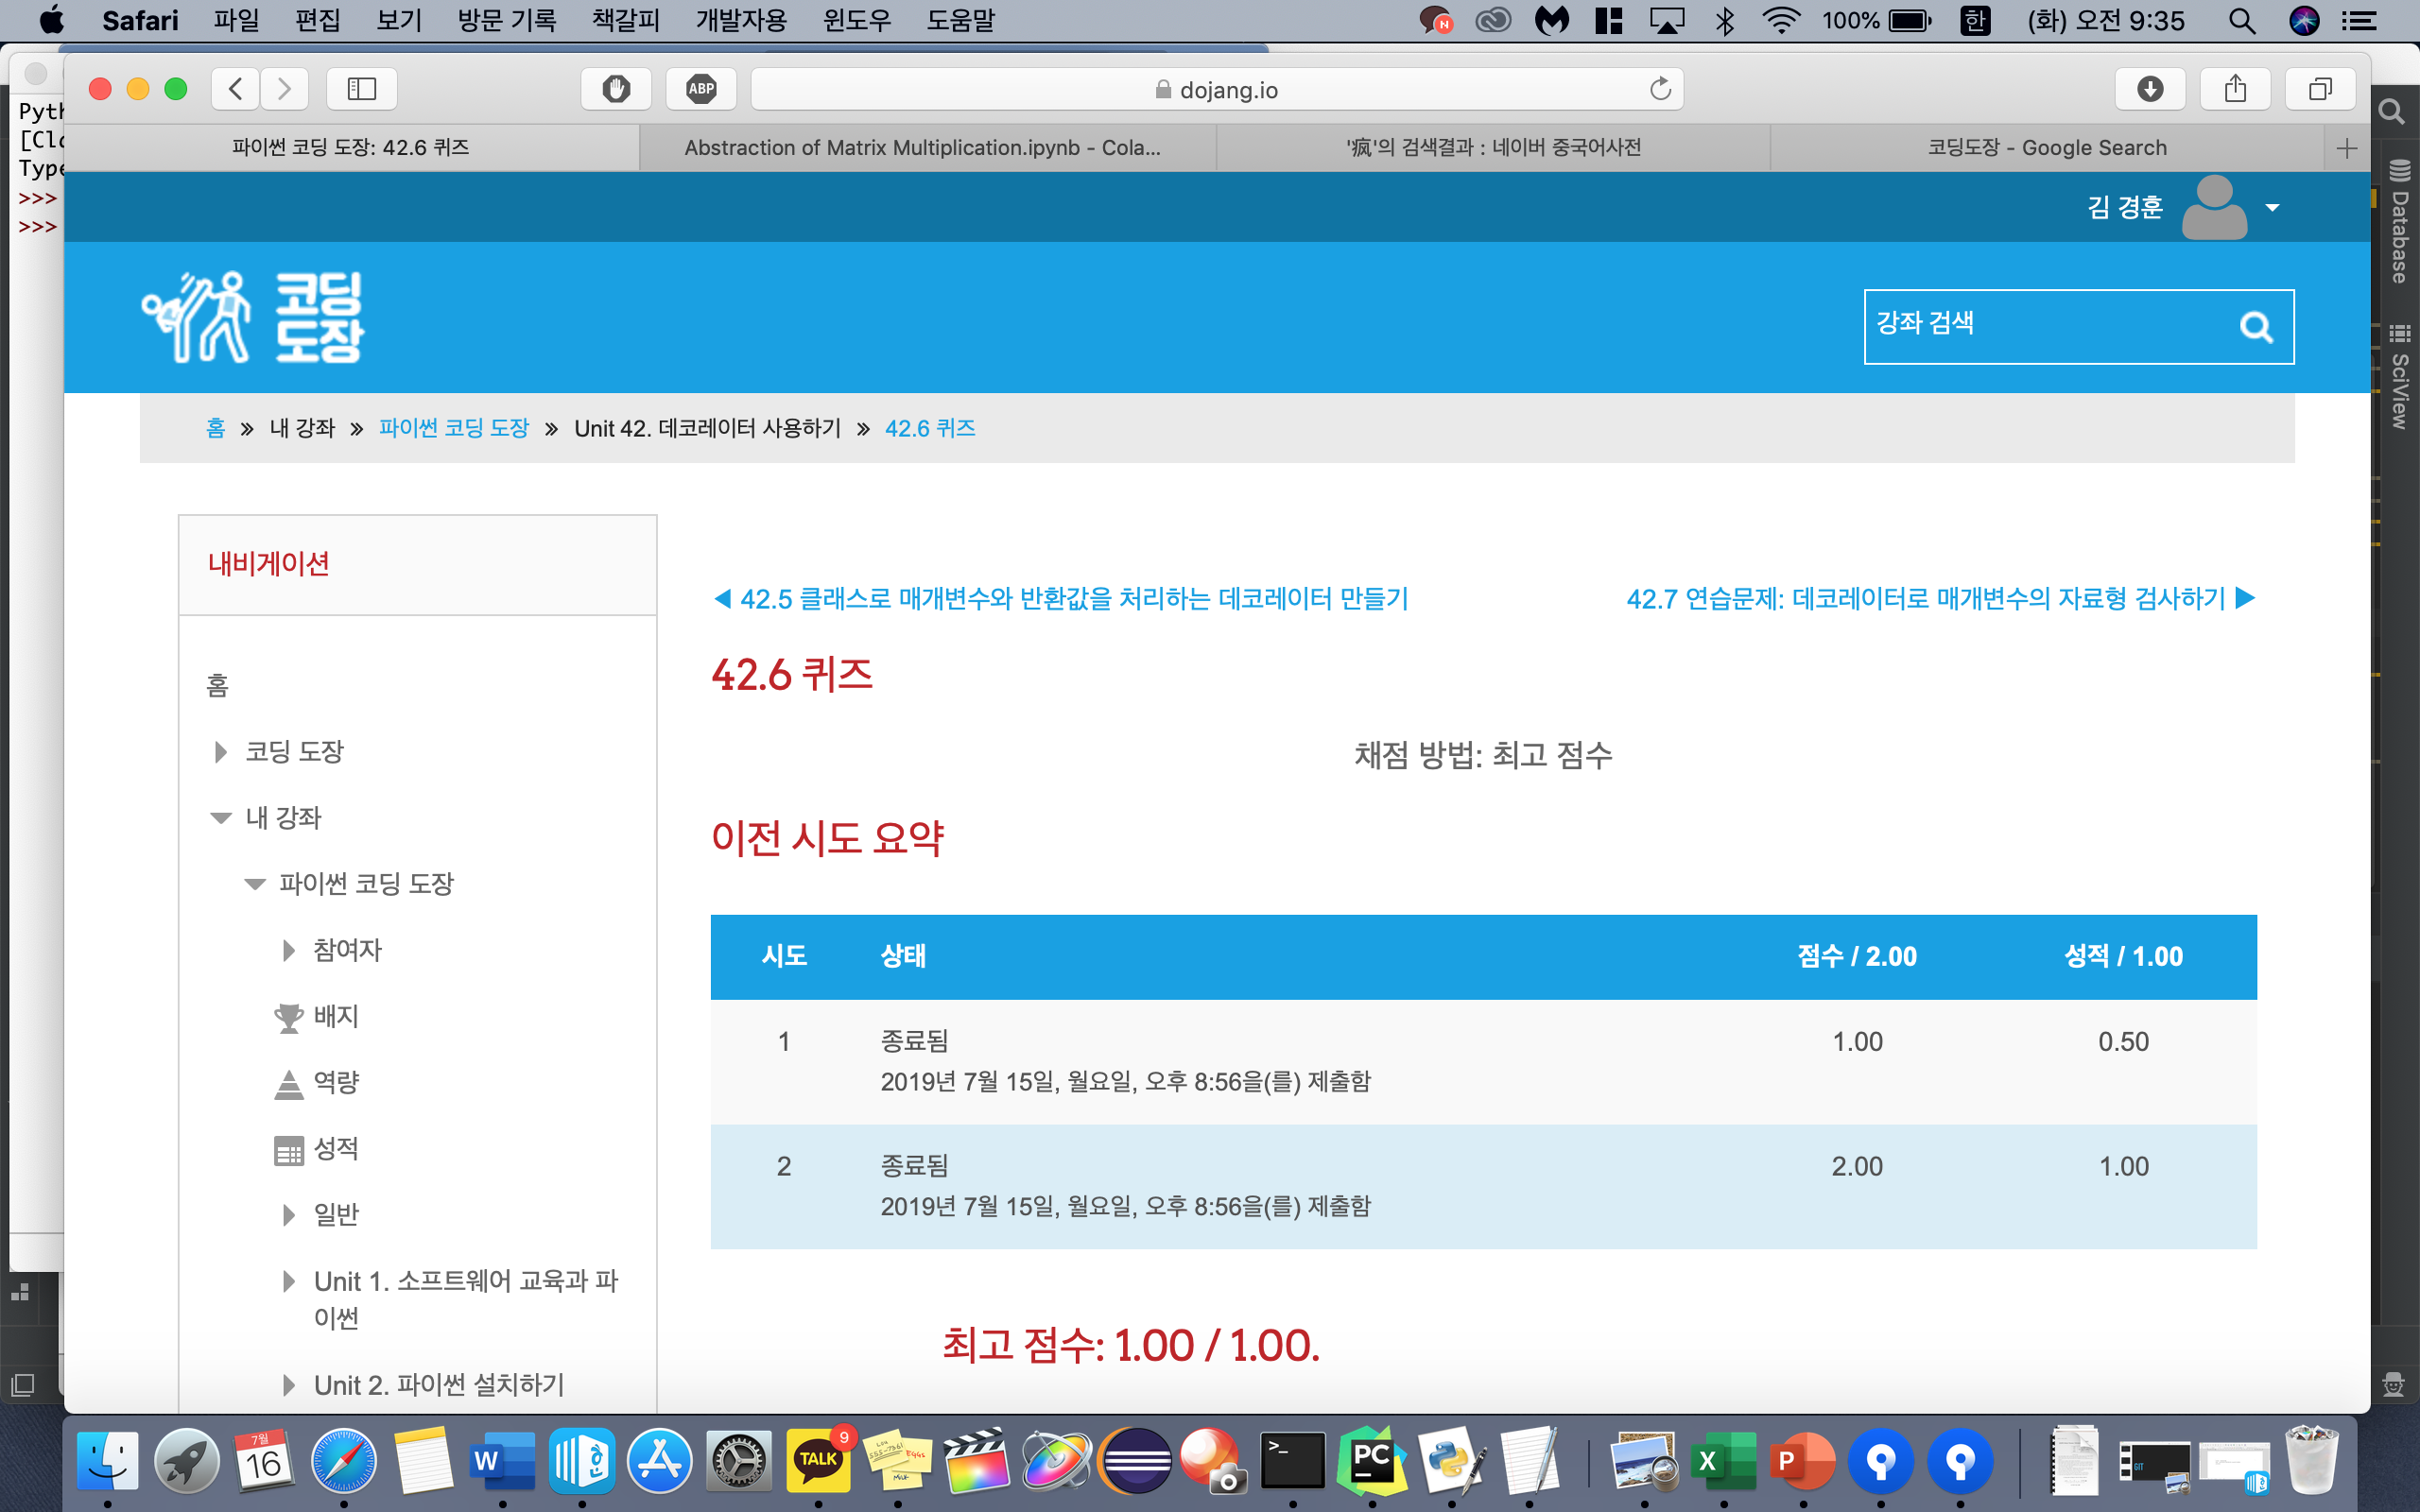 Safari 파일 편집 보기 방문 기록 책갈피 개발자용 윈도우 도움말 N 100% 한 (화) 오전 9:35
ABP dojang.io
파이썬 코딩 도장: 42.6 퀴즈 Abstraction of Matrix Multiplication.ipynb - Cola... '疯'의 검색결과 : 네이버 중국어사전 코딩도장 - Google Search
Pyth
[Clo
Type
>>>
>>>
Database
SciView
김 경훈
코딩
도장
강좌 검색
홈 » 내 강좌 » 파이썬 코딩 도장 » Unit 42. 데코레이터 사용하기 » 42.6 퀴즈
내비게이션
홈
코딩 도장
내 강좌
파이썬 코딩 도장
참여자
배지
역량
성적
일반
Unit 1. 소프트웨어 교육과 파
이썬
Unit 2. 파이썬 설치하기
◀ 42.5 클래스로 매개변수와 반환값을 처리하는 데코레이터 만들기
42.7 연습문제: 데코레이터로 매개변수의 자료형 검사하기 ▶
42.6 퀴즈
채점 방법: 최고 점수
이전 시도 요약
시도 상태 점수 / 2.00 성적 / 1.00
1 종료됨 1.00 0.50
2019년 7월 15일, 월요일, 오후 8:56을(를) 제출함
2 종료됨 2.00 1.00
2019년 7월 15일, 월요일, 오후 8:56을(를) 제출함
최고 점수: 1.00 / 1.00.
7월
16
W
TALK
9
>_
PC
X
P
GIT